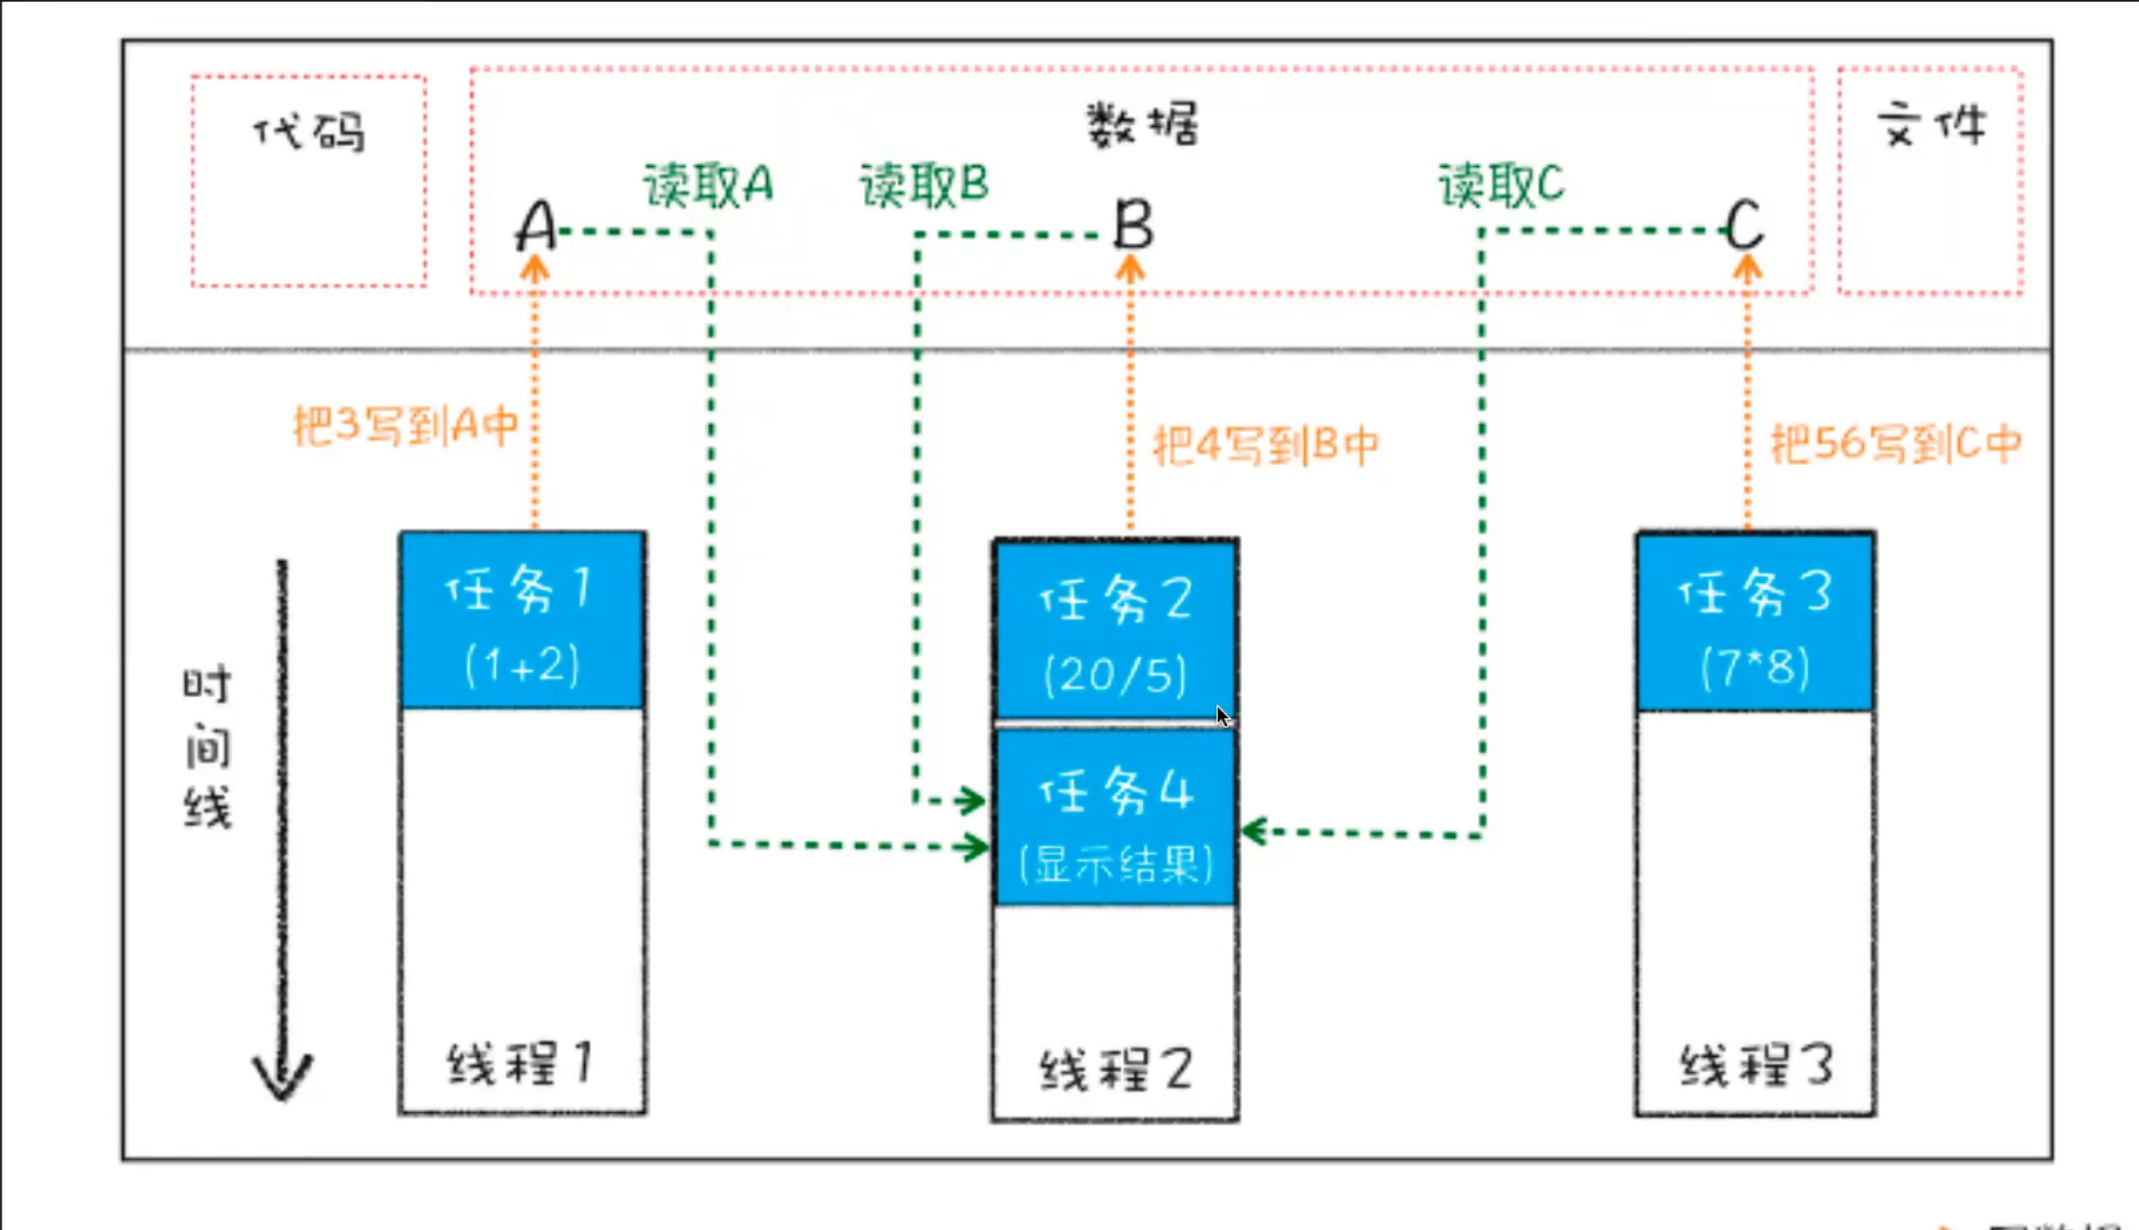 代码
数据
文件
读取A
读取B
读取C
A
B
C
把3写到A中
把4写到B中
把56写到C中
时间线
任务1
(1+2)
任务2
(20/5)
任务3
(7*8)
任务4
(显示结果)
线程1
线程2
线程3